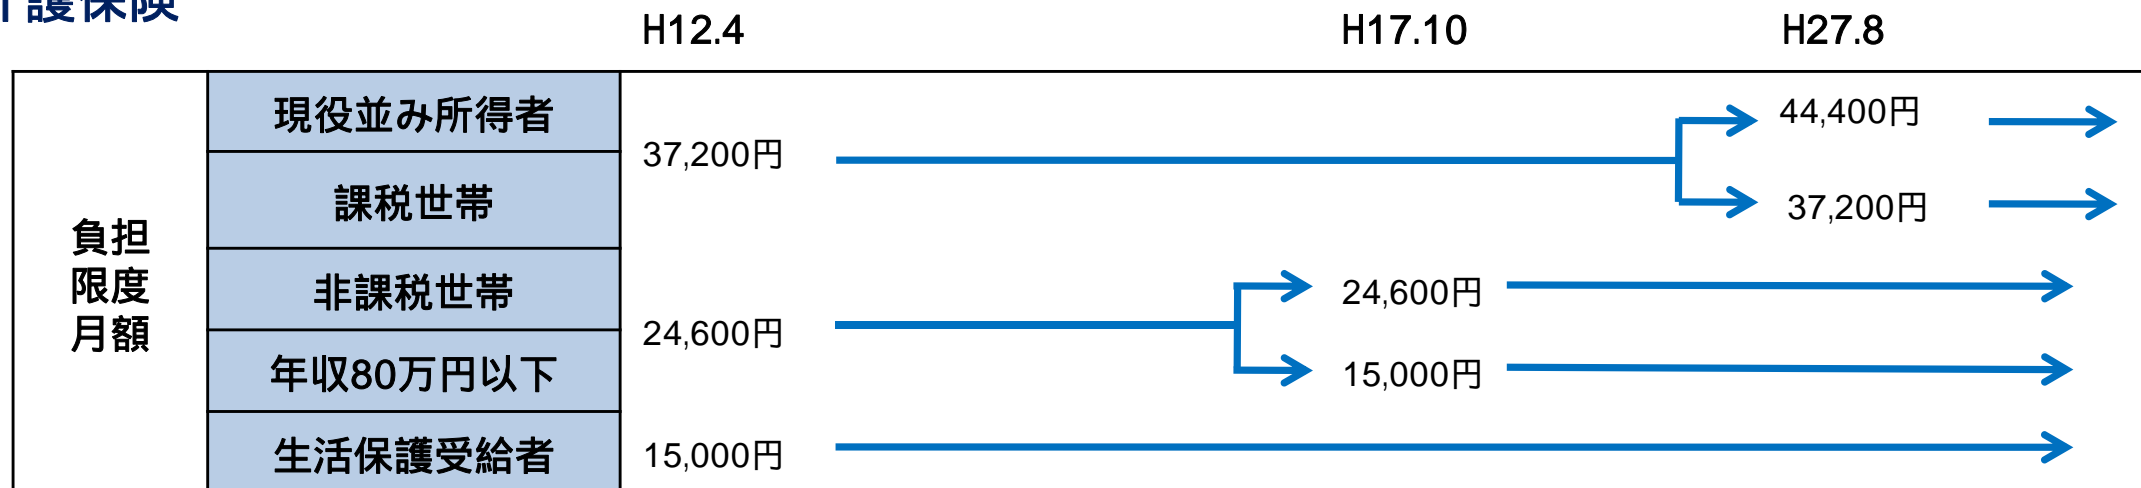 介護保険
H12.4 H17.10 H27.8
現役並み所得者
44,400円
37,200円
課税世帯
37,200円
負担
限度
月額
非課税世帯
24,600円
24,600円
年収80万円以下
15,000円
生活保護受給者
15,000円